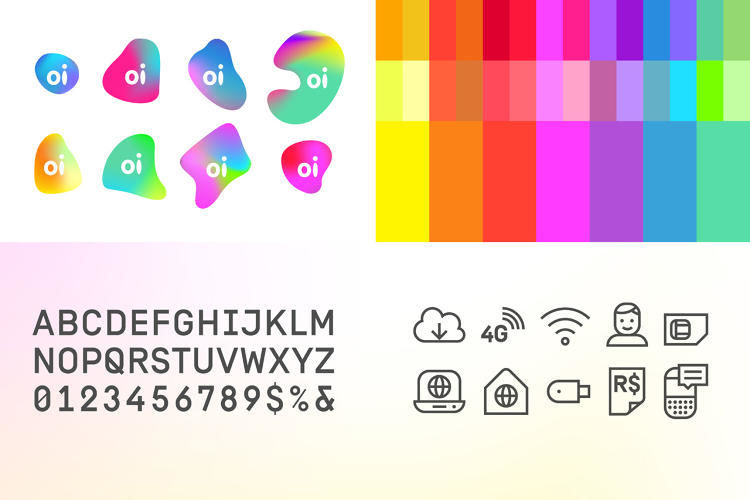 oi oi oi oi
oi oi oi oi
ABCDEFGHIJKLM
NOPQRSTUVWXYZ
0123456789$%&
4G
R$